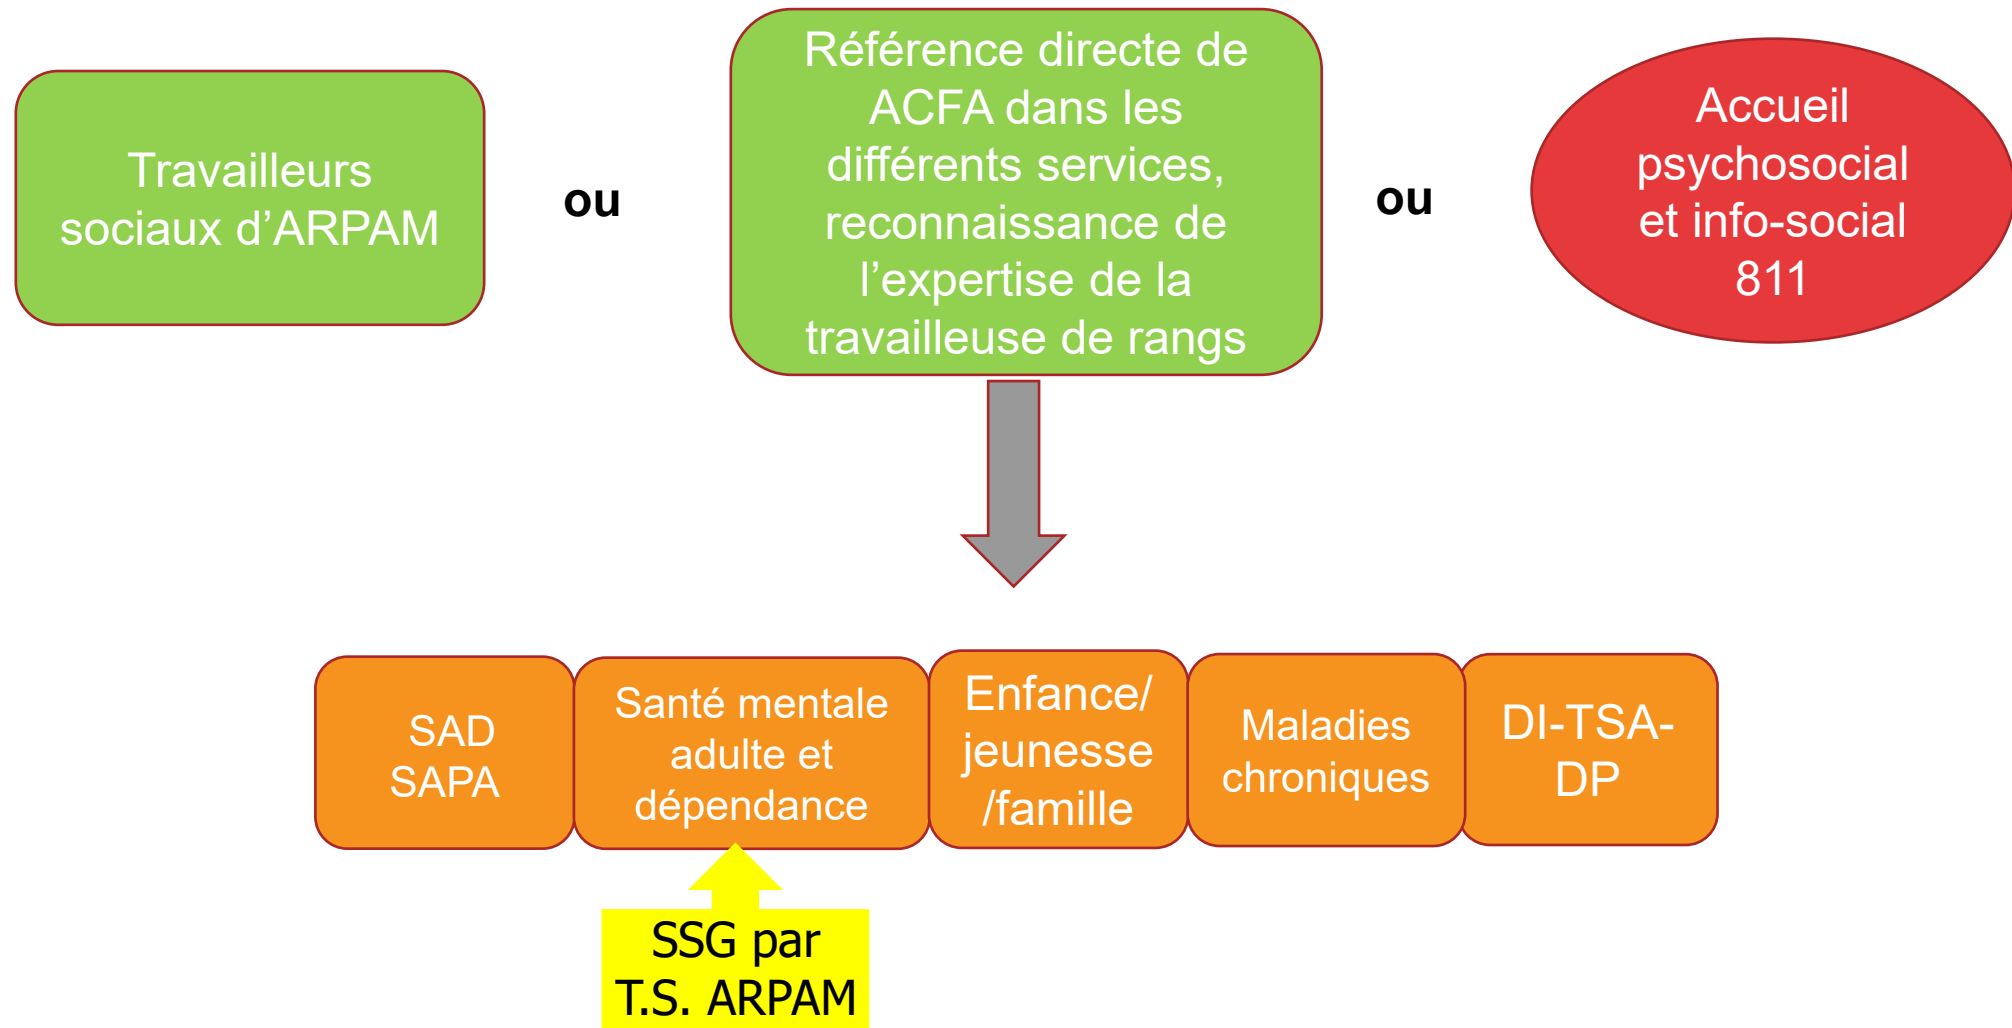 Travailleurs
sociaux d’ARPAM
ou
Référence directe de
ACFA dans les
différents services,
reconnaissance de
l’expertise de la
travailleuse de rangs
ou
Accueil
psychosocial
et info-social
811
SAD
SAPA
Santé mentale
adulte et
dépendance
Enfance/
jeunesse
/famille
Maladies
chroniques
DI-TSA-
DP
SSG par
T.S. ARPAM